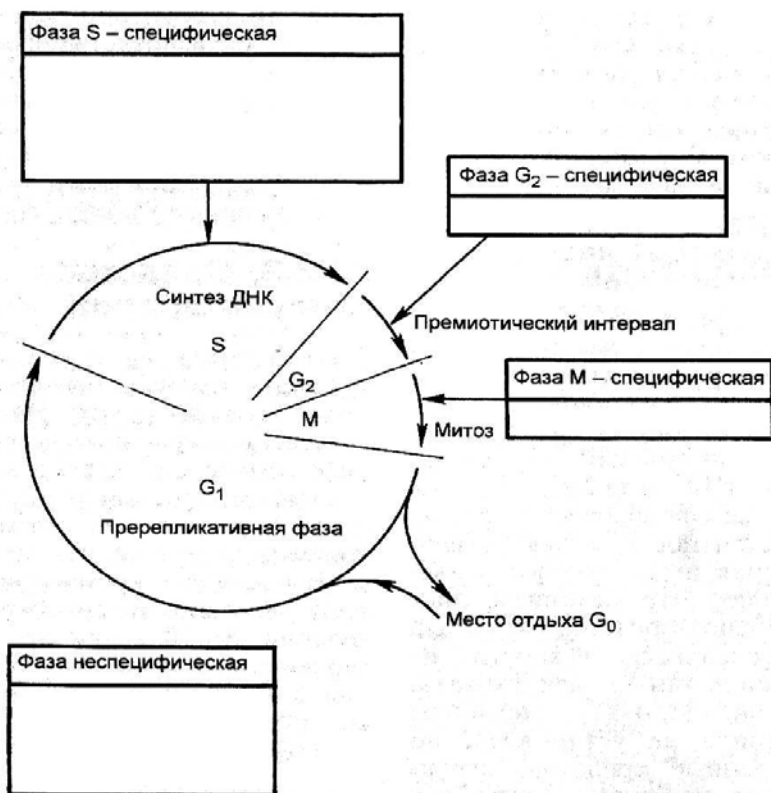 Фаза S – специфическая
Фаза G₂ – специфическая
Синтез ДНК
S
Премиотический интервал
G₂
Фаза M – специфическая
M
Митоз
G₁
Пререпликативная фаза
Место отдыха G₀
Фаза неспецифическая